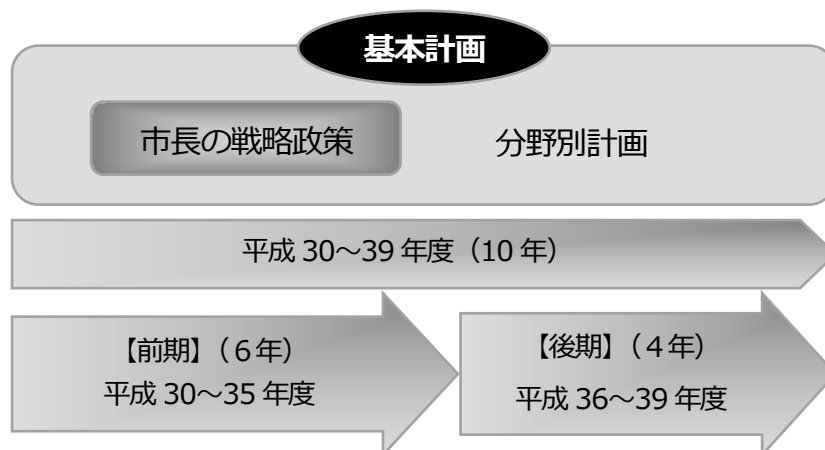 基本計画
市長の戦略政策
分野別計画
平成 30～39 年度（10 年）
【前期】（６年）
平成 30～35 年度
【後期】（４年）
平成 36～39 年度